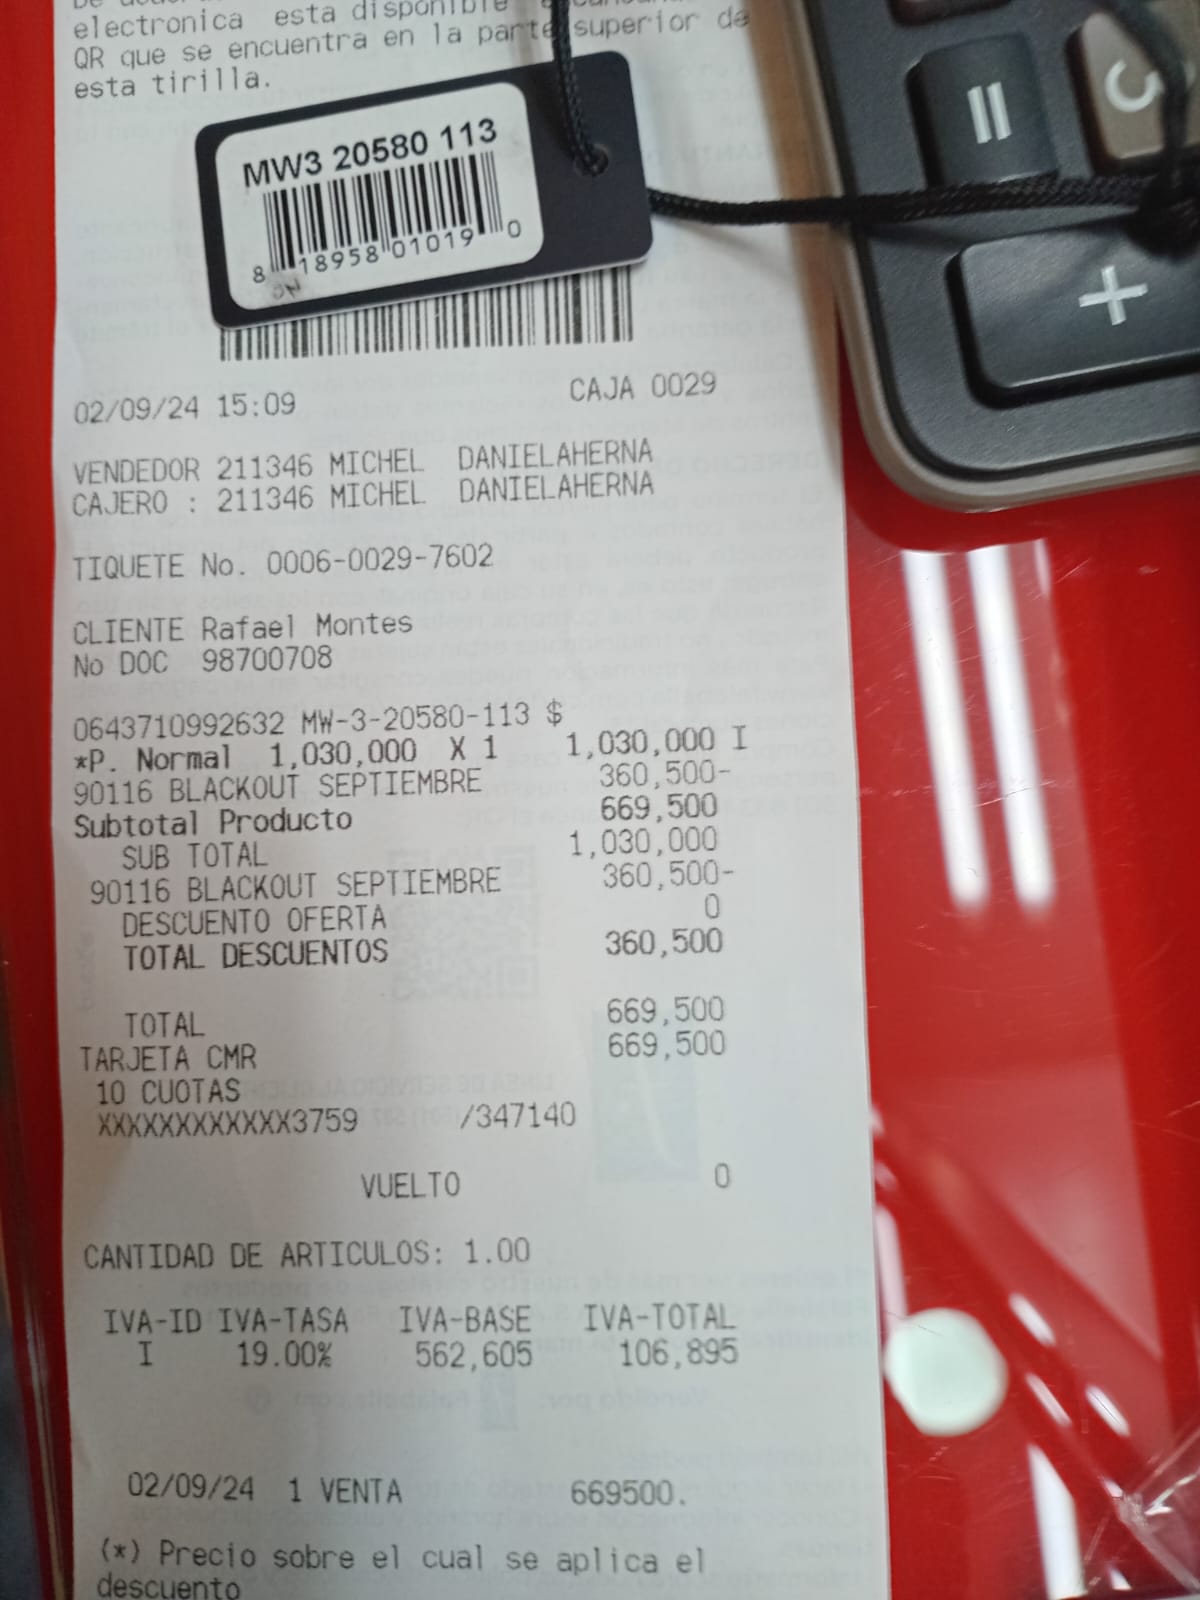 electronica esta disponible
QR que se encuentra en la parte superior de
esta tirilla.
MW3 20580 113
8 18958 01019 0
02/09/24 15:09 CAJA 0029
VENDEDOR 211346 MICHEL DANIELAHERNA
CAJERO : 211346 MICHEL DANIELAHERNA
TIQUETE No. 0006-0029-7602
CLIENTE Rafael Montes
No DOC 98700708
0643710992632 MW-3-20580-113 $
*P. Normal 1,030,000 X 1 1,030,000 I
90116 BLACKOUT SEPTIEMBRE 360,500-
Subtotal Producto 669,500
SUB TOTAL 1,030,000
90116 BLACKOUT SEPTIEMBRE 360,500-
DESCUENTO OFERTA 0
TOTAL DESCUENTOS 360,500
TOTAL 669,500
TARJETA CMR 669,500
10 CUOTAS
XXXXXXXXXXXX3759 /347140
VUELTO 0
CANTIDAD DE ARTICULOS: 1.00
IVA-ID IVA-TASA IVA-BASE IVA-TOTAL
I 19.00% 562,605 106,895
02/09/24 1 VENTA 669500.
(*) Precio sobre el cual se aplica el
descuento
=
+